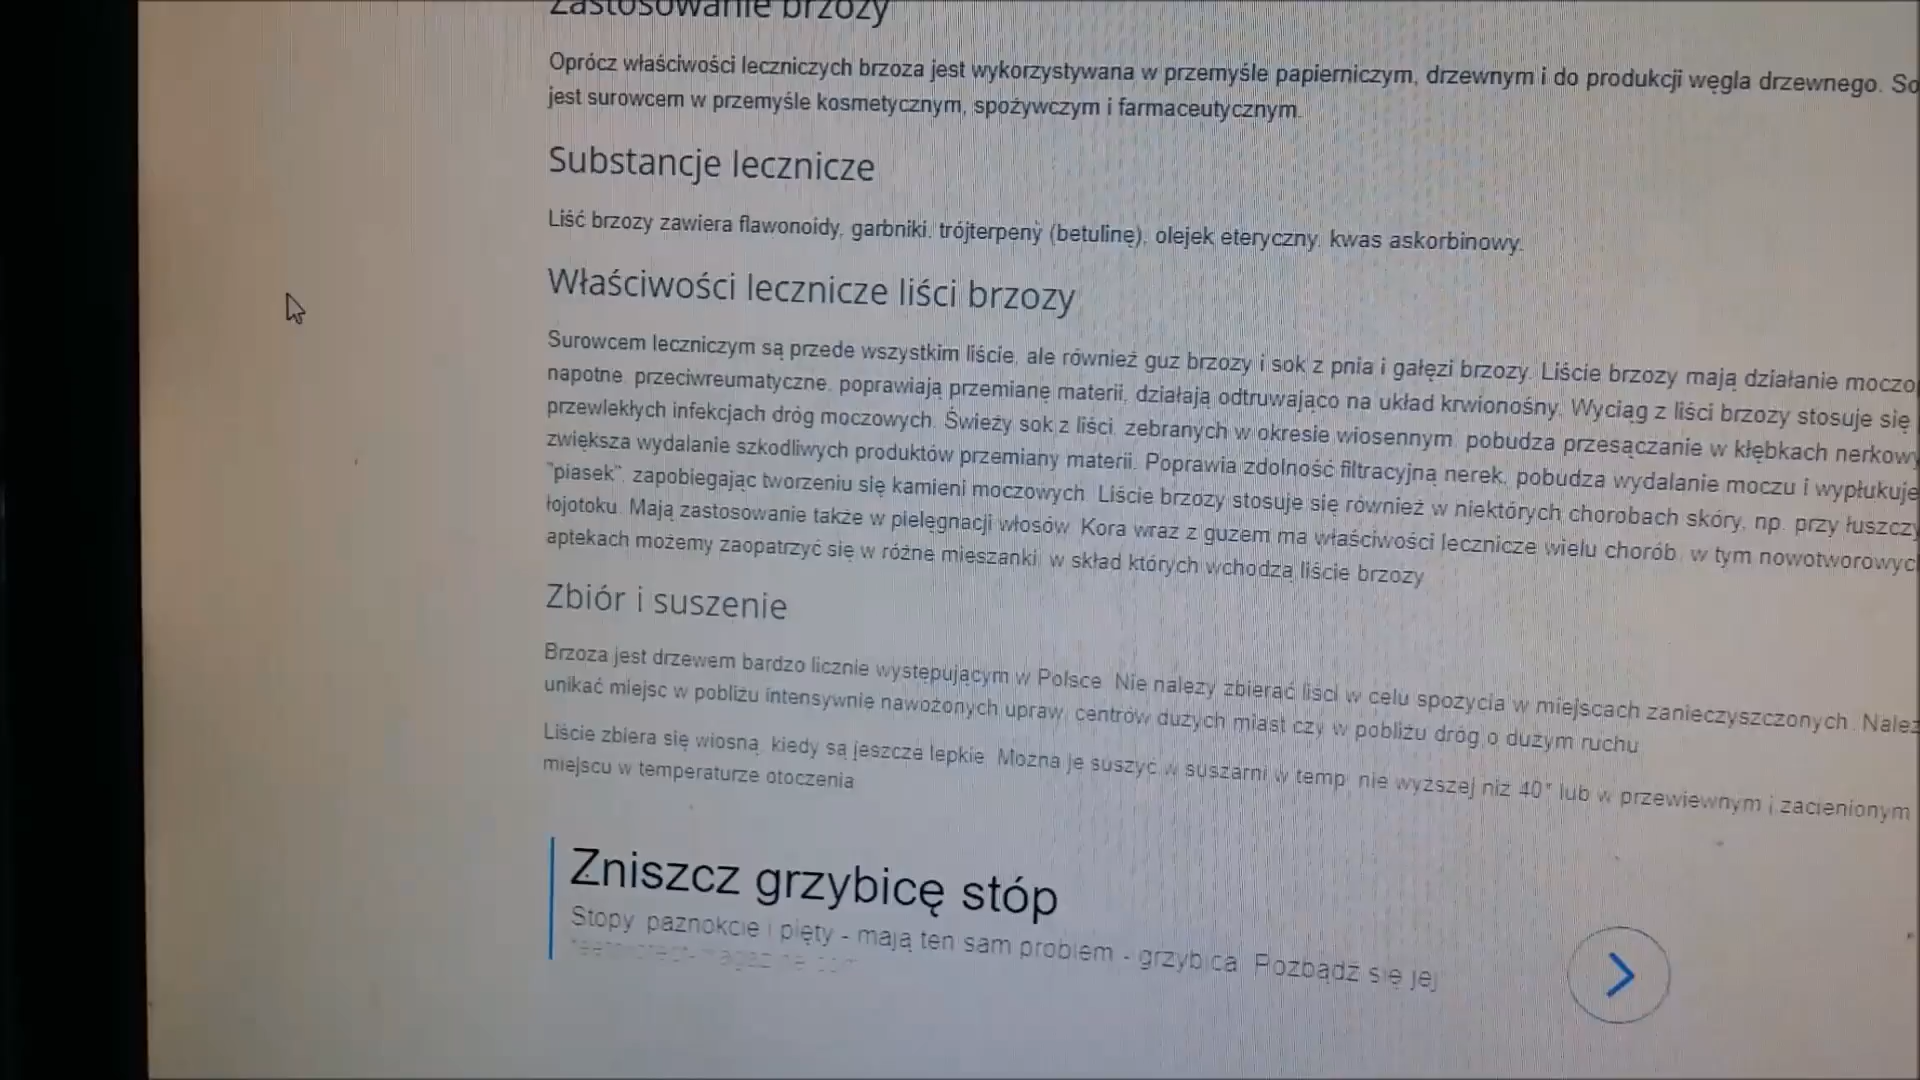 Zastosowanie brzozy
Oprócz właściwości leczniczych brzoza jest wykorzystywana w przemyśle papierniczym, drzewnym i do produkcji węgla drzewnego. So
jest surowcem w przemyśle kosmetycznym, spożywczym i farmaceutycznym.
Substancje lecznicze
Liść brzozy zawiera flawonoidy, garbniki, trójterpeny (betulinę), olejek eteryczny, kwas askorbinowy.
Właściwości lecznicze liści brzozy
Surowcem leczniczym są przede wszystkim liście, ale również guz brzozy i sok z pnia i gałęzi brzozy. Liście brzozy mają działanie moczo
napotne, przeciwreumatyczne, poprawiają przemianę materii, działają odtruwająco na układ krwionośny. Wyciąg z liści brzozy stosuje się
przewlekłych infekcjach dróg moczowych. Świeży sok z liści, zebranych w okresie wiosennym, pobudza przesączanie w kłębkach nerkowy
zwiększa wydalanie szkodliwych produktów przemiany materii. Poprawia zdolność filtracyjną nerek, pobudza wydalanie moczu i wypłukuje
"piasek", zapobiegając tworzeniu się kamieni moczowych. Liście brzozy stosuje się również w niektórych chorobach skóry, np. przy łuszczy
łojotoku. Mają zastosowanie także w pielęgnacji włosów. Kora wraz z guzem ma właściwości lecznicze wielu chorób, w tym nowotworowyc
aptekach możemy zaopatrzyć się w różne mieszanki, w skład których wchodzą liście brzozy.
Zbiór i suszenie
Brzoza jest drzewem bardzo licznie występującym w Polsce. Nie należy zbierać liści w celu spożycia w miejscach zanieczyszczonych. Należ
unikać miejsc w pobliżu intensywnie nawożonych upraw, centrów dużych miast czy w pobliżu dróg o dużym ruchu.
Liście zbiera się wiosną, kiedy są jeszcze lepkie. Można je suszyć w suszarni w temp. nie wyższej niż 40° lub w przewiewnym i zacienionym
miejscu w temperaturze otoczenia.
Zniszcz grzybicę stóp
Stopy, paznokcie i pięty - mają ten sam problem - grzybica. Pozbądź się jej